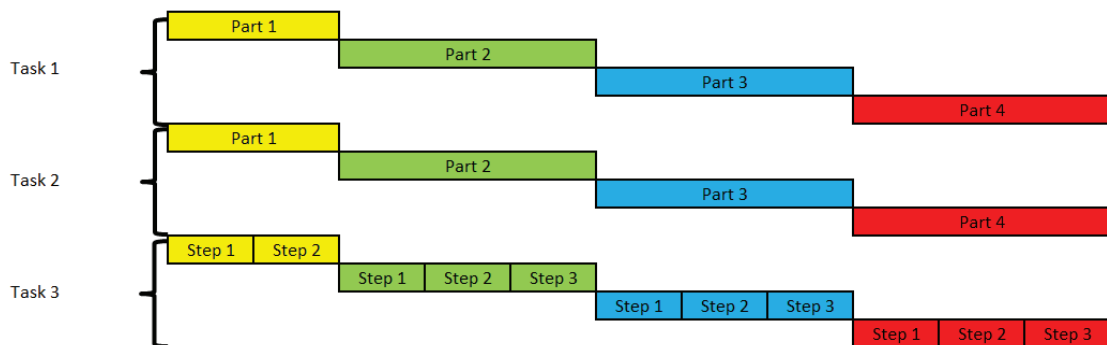 Part 1
Part 2
Task 1
Part 3
Part 4
Part 1
Part 2
Task 2
Part 3
Part 4
Step 1 Step 2
Step 1 Step 2 Step 3
Task 3
Step 1 Step 2 Step 3
Step 1 Step 2 Step 3